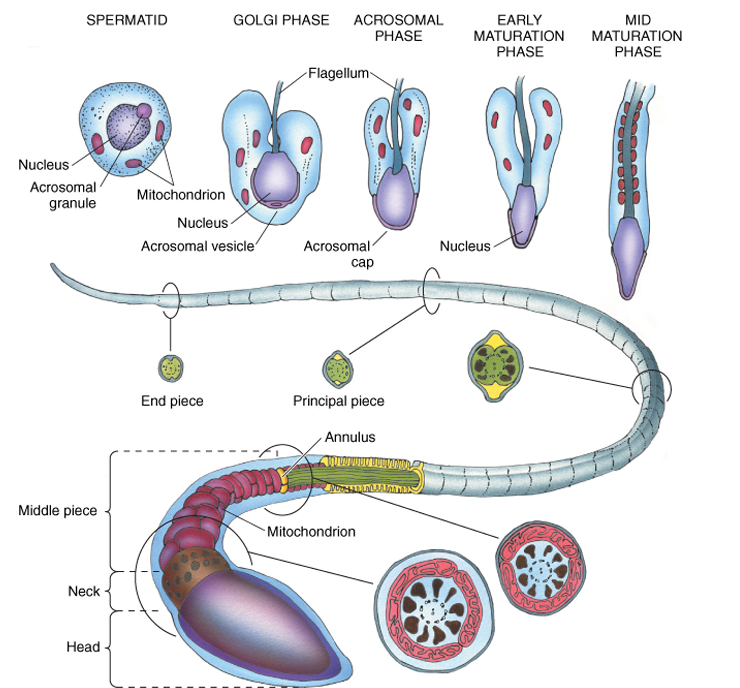 SPERMATID
GOLGI PHASE
ACROSOMAL
PHASE
EARLY
MATURATION
PHASE
MID
MATURATION
PHASE
Flagellum
Nucleus
Acrosomal
granule
Mitochondrion
Nucleus
Acrosomal vesicle
Acrosomal
cap
Nucleus
End piece
Principal piece
Annulus
Middle piece
Mitochondrion
Neck
Head